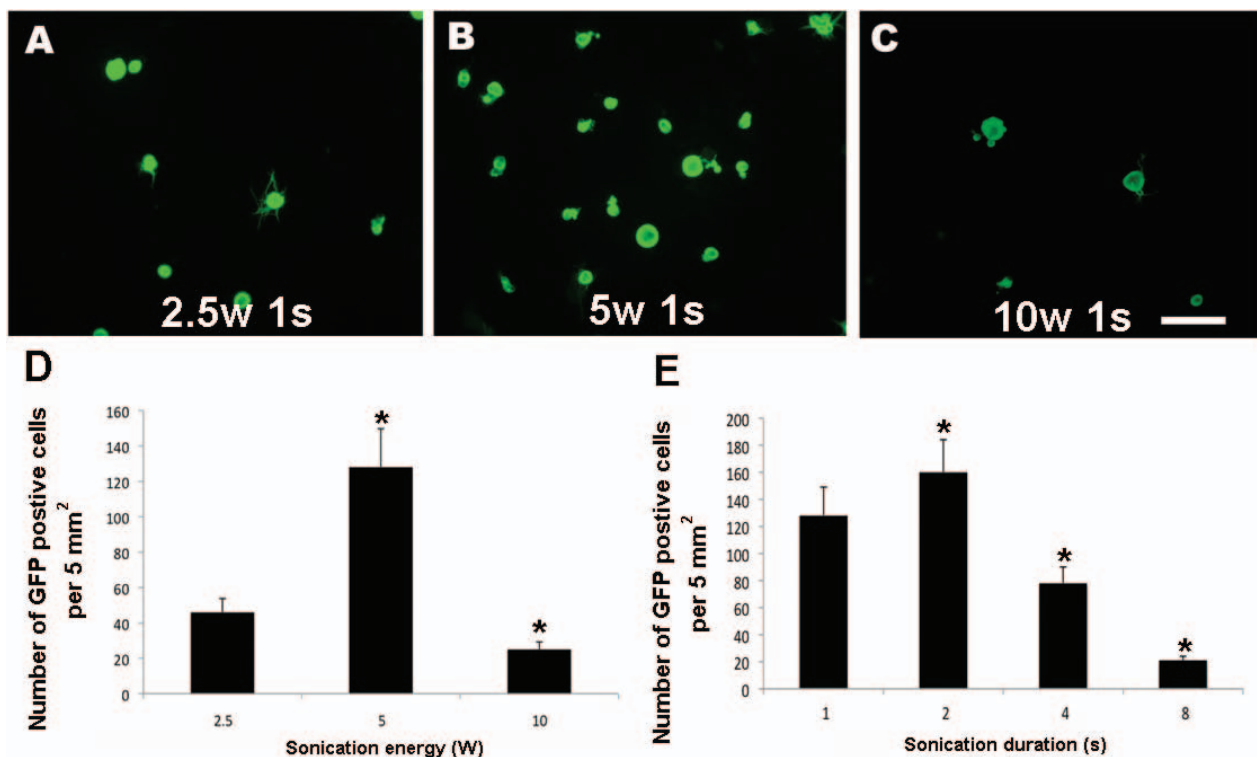 A
B
C
2.5w 1s
5w 1s
10w 1s
D
Number of GFP postive cells
per 5 mm²
160
140
120
100
80
60
40
20
0
*
*
2.5
5
10
Sonication energy (W)
E
Number of GFP postive cells
per 5 mm²
200
180
160
140
120
100
80
60
40
20
0
*
*
*
1
2
4
8
Sonication duration (s)